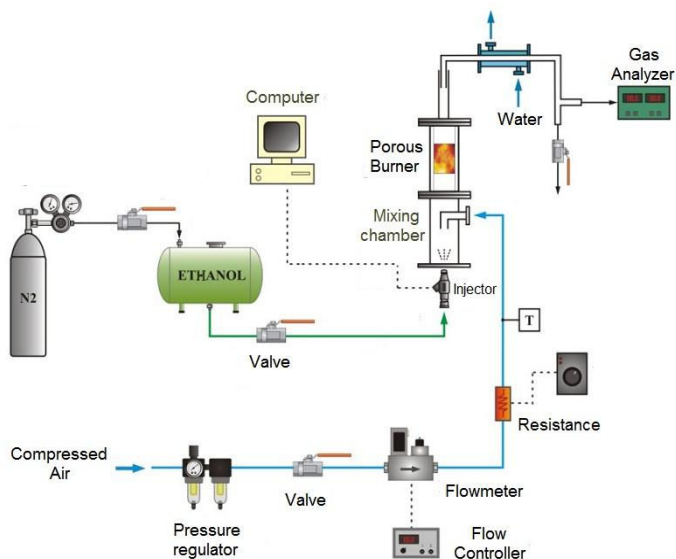 Gas
Analyzer
Computer
Water
Porous
Burner
Mixing
chamber
N2
ETHANOL
Injector
Valve
T
Resistance
Compressed
Air
Valve
Flowmeter
Pressure
regulator
Flow
Controller